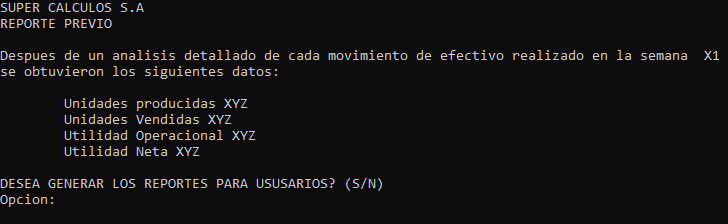 SUPER CALCULOS S.A
REPORTE PREVIO
Despues de un analisis detallado de cada movimiento de efectivo realizado en la semana  X1
se obtuvieron los siguientes datos:
Unidades producidas XYZ
Unidades Vendidas XYZ
Utilidad Operacional XYZ
Utilidad Neta XYZ
DESEA GENERAR LOS REPORTES PARA USUSARIOS? (S/N)
Opcion: